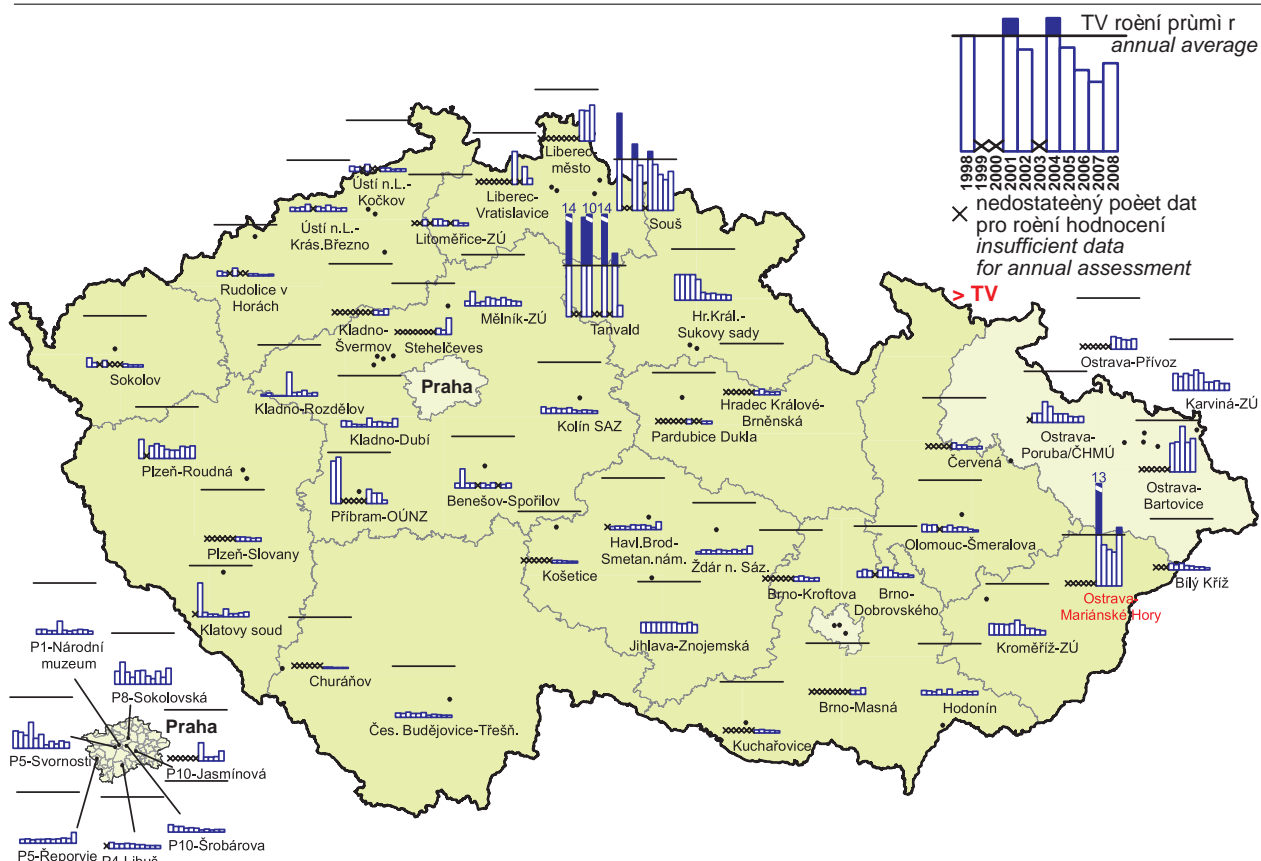 TV roèní prùmì r
annual average
1998
1999
2000
2001
2002
2003
2004
2005
2006
2007
2008
× nedostateèný poèet dat
pro roèní hodnocení
insufficient data
for annual assessment
> TV
Liberec-
město
Ústí n.L.-
Kočkov
Liberec-
Vratislavice
Souš
14
10
14
Ústí n.L.-
Krás.Březno
Litoměřice-ZÚ
Rudolice v
Horách
Mělník-ZÚ
Tanvald
Hr.Král.-
Sukovy sady
Kladno-
Švermov
Stehelčeves
Ostrava-Přívoz
Sokolov
Praha
Karviná-ZÚ
Kladno-Rozdělov
Kolín SAZ
Hradec Králové-
Brněnská
Kladno-Dubí
Pardubice Dukla
Ostrava-
Poruba/ČHMÚ
Plzeň-Roudná
Červená
Benešov-Spořilov
13
Ostrava-
Bartovice
Příbram-OÚNZ
Plzeň-Slovany
Havl.Brod-
Smetan.nám.
Olomouc-Šmeralova
Košetice
Ždár n. Sáz.
Brno-Kroftova
Brno-
Dobrovského
Bílý Kříž
Ostrava-
Mariánské Hory
Klatovy soud
Jihlava-Znojemská
Kroměříž-ZÚ
P1-Národní
muzeum
Churáňov
P8-Sokolovská
Brno-Masná
Hodonín
Praha
Čes. Budějovice-Třešň.
Kuchařovice
P5-Svornosti
P10-Jasmínová
P10-Šrobárova
P5-Řeporyje
P4-Libuš